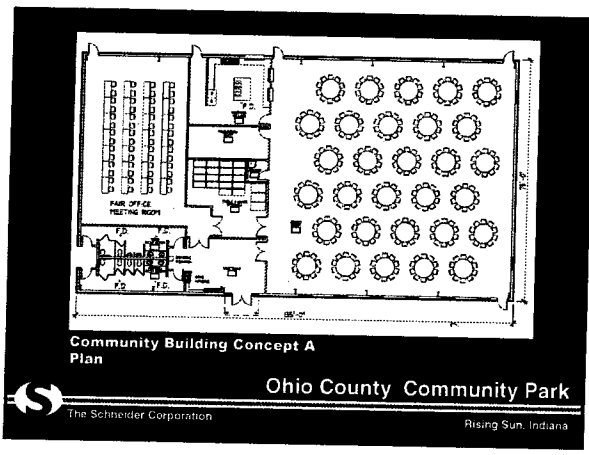 F.D.
FAIR OFFICE
MEETING ROOM
F.D. F.D.
F.D. F.D.
Community Building Concept A
Plan
Ohio County Community Park
The Schneider Corporation
Rising Sun, Indiana